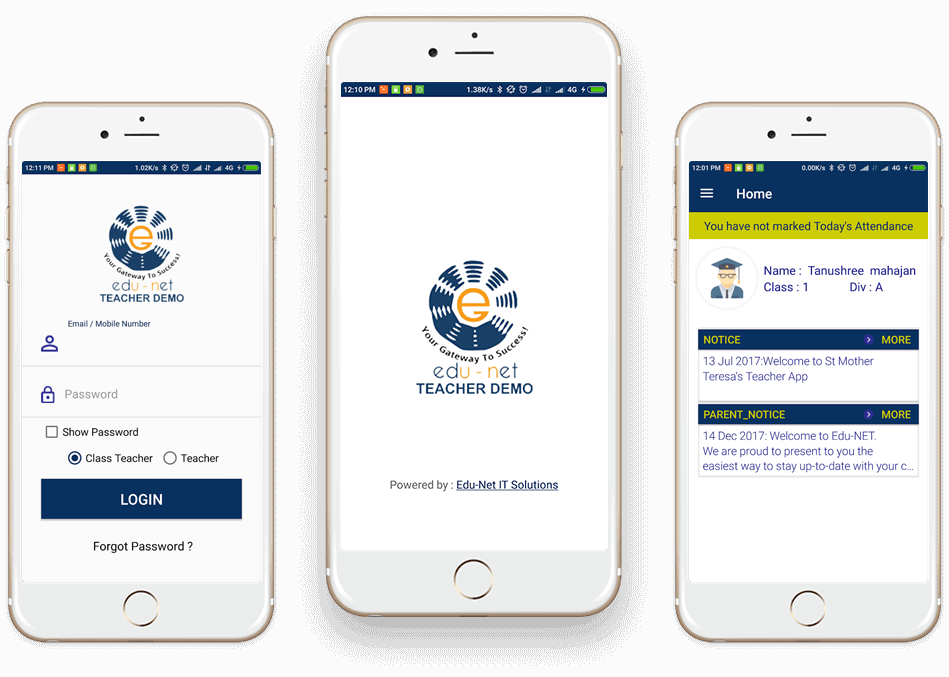 12:11 PM
1.02K/s
4G
Your Gateway To Success!
e
edu - net
TEACHER DEMO
Email / Mobile Number
Password
Show Password
Class Teacher
Teacher
LOGIN
Forgot Password ?
12:10 PM
1.38K/s
4G
e
Your Gateway To Success!
edu - net
TEACHER DEMO
Powered by : Edu-Net IT Solutions
12:01 PM
0.00K/s
4G
Home
You have not marked Today's Attendance
Name : Tanushree mahajan
Class : 1 Div : A
NOTICE MORE
13 Jul 2017:Welcome to St Mother
Teresa's Teacher App
PARENT_NOTICE MORE
14 Dec 2017: Welcome to Edu-NET.
We are proud to present to you the
easiest way to stay up-to-date with your c...